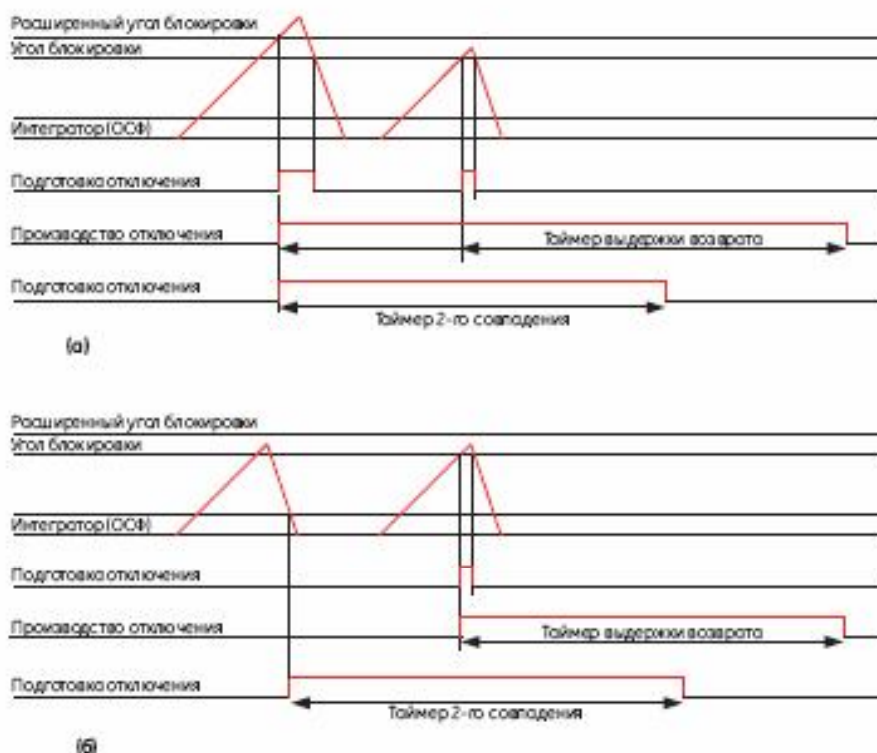 Расширенный угол блокировки
Угол блокировки
Интегратор (ОСФ)
Подготовка отключения
Производство отключения
Таймер выдержки возврата
Подготовка отключения
Таймер 2-го совпадения
(а)
Расширенный угол блокировки
Угол блокировки
Интегратор (ОСФ)
Подготовка отключения
Производство отключения
Таймер выдержки возврата
Подготовка отключения
Таймер 2-го совпадения
(б)